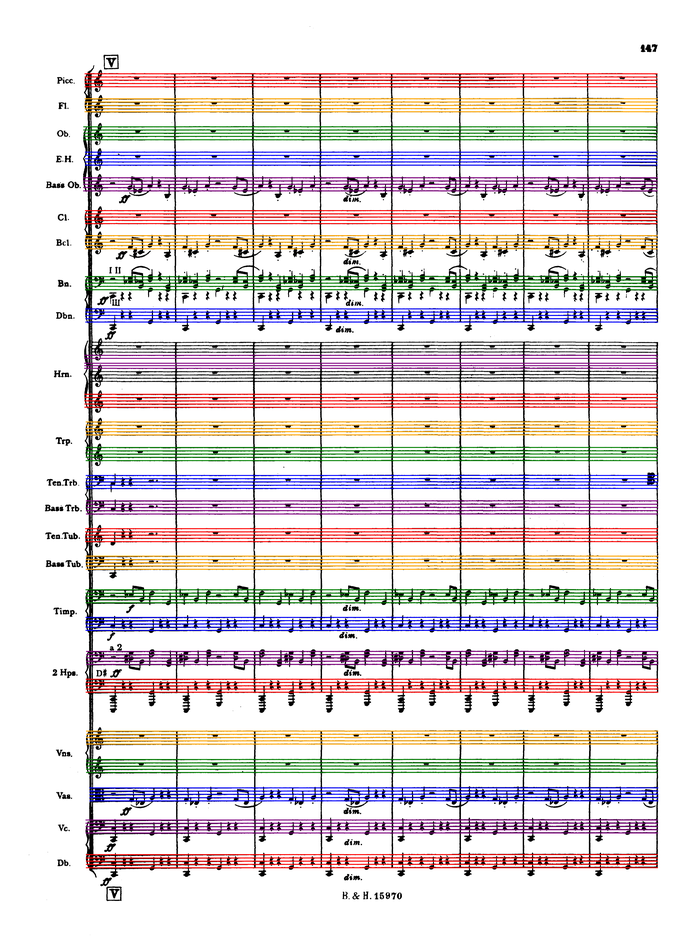 147
V
Picc.
Fl.
Ob.
E.H.
Bass Ob.
ff
dim.
Cl.
Bcl.
ff
dim.
I II
Bn.
ff
III
dim.
Dbn.
ff
dim.
Hrn.
Trp.
Ten.Trb.
Bass Trb.
Ten.Tub.
Bass Tub.
Timp.
f
dim.
f
dim.
a 2
2 Hps.
D♯ ff
dim.
Vns.
Vas.
ff
dim.
Vc.
ff
dim.
Db.
ff
dim.
V
B. & H. 15970